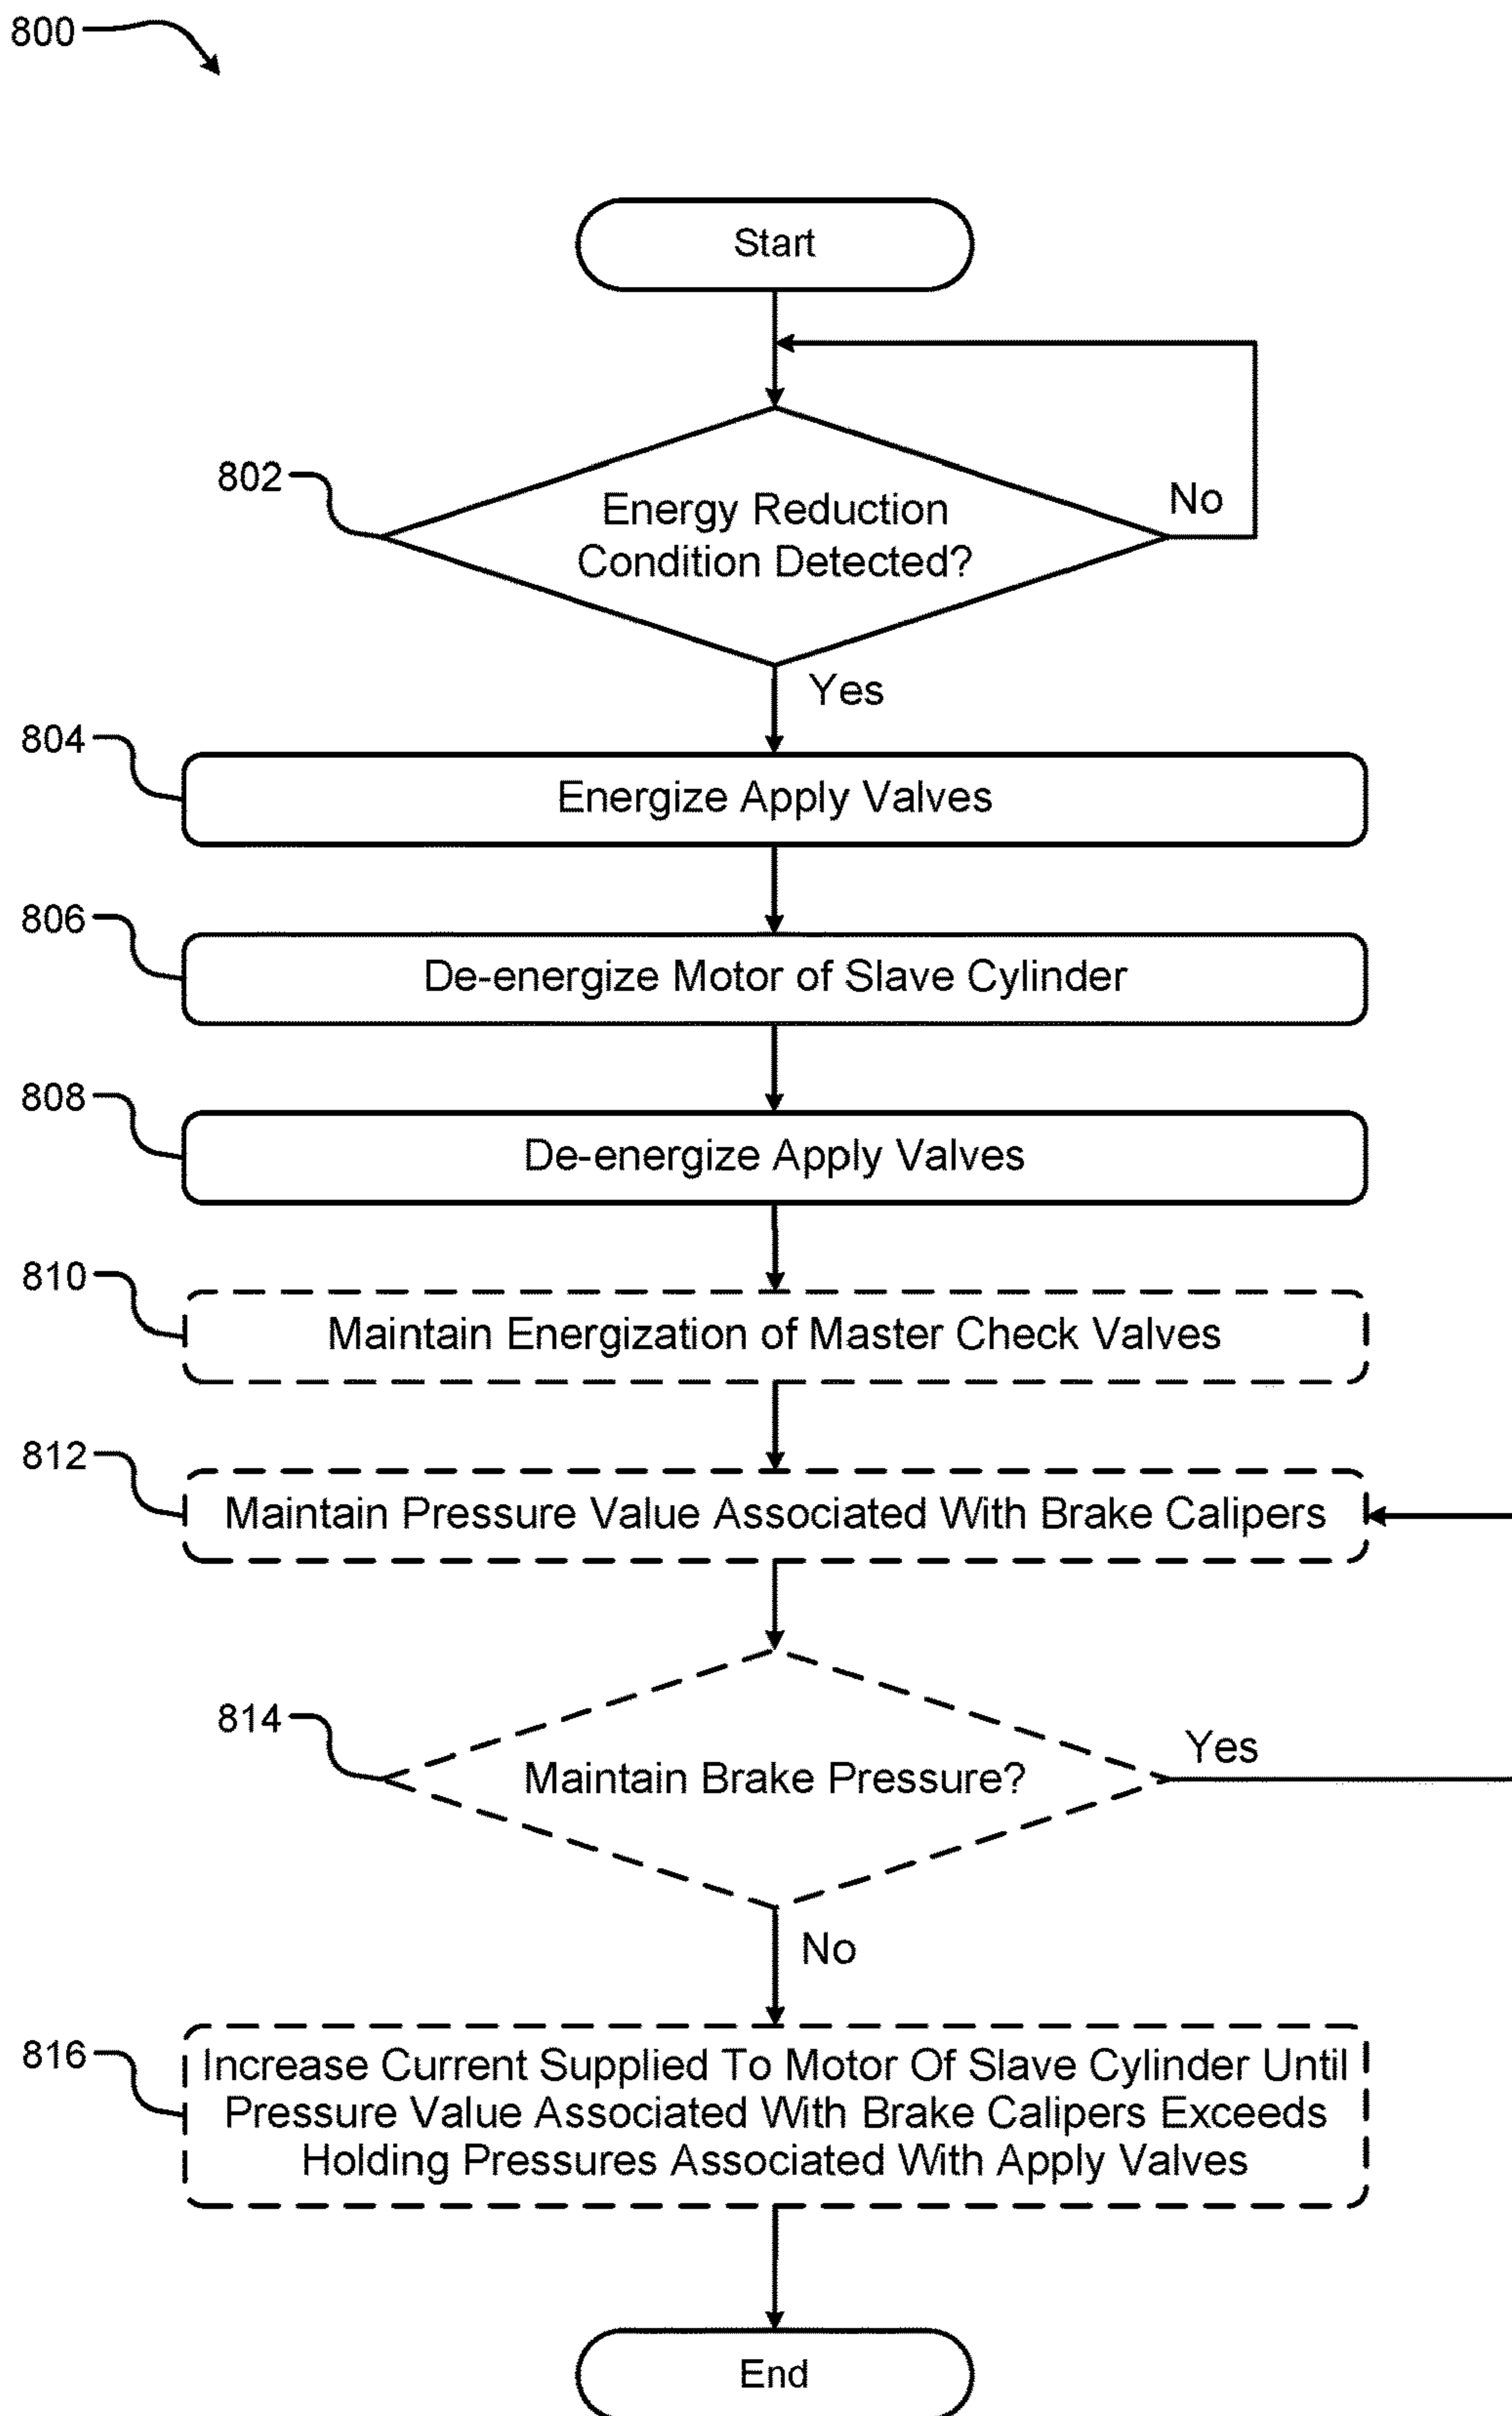 800
Start
802
Energy Reduction
Condition Detected?
No
Yes
804
Energize Apply Valves
806
De-energize Motor of Slave Cylinder
808
De-energize Apply Valves
810
Maintain Energization of Master Check Valves
812
Maintain Pressure Value Associated With Brake Calipers
814
Maintain Brake Pressure?
Yes
No
816
Increase Current Supplied To Motor Of Slave Cylinder Until
Pressure Value Associated With Brake Calipers Exceeds
Holding Pressures Associated With Apply Valves
End